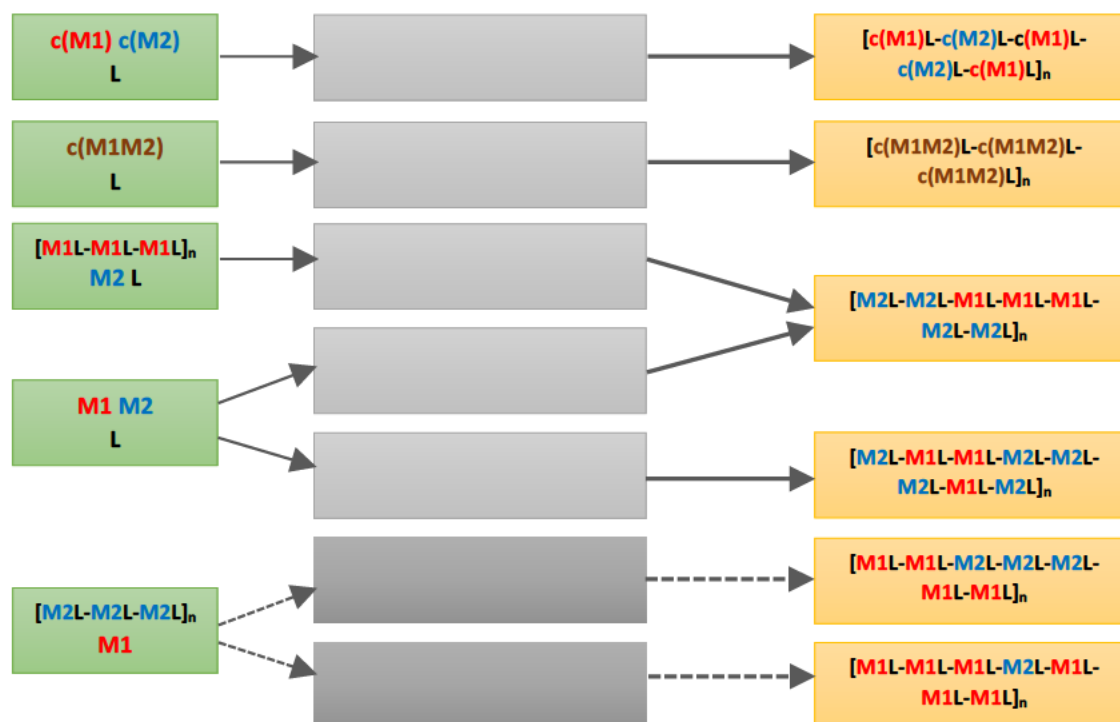 c(M1) c(M2)
L
[c(M1)L-c(M2)L-c(M1)L-
c(M2)L-c(M1)L]n
c(M1M2)
L
[c(M1M2)L-c(M1M2)L-
c(M1M2)L]n
[M1L-M1L-M1L]n
M2 L
[M2L-M2L-M1L-M1L-M1L-
M2L-M2L]n
M1 M2
L
[M2L-M1L-M1L-M2L-M2L-
M2L-M1L-M2L]n
[M2L-M2L-M2L]n
M1
[M1L-M1L-M2L-M2L-M2L-
M1L-M1L]n
[M1L-M1L-M1L-M2L-M1L-
M1L-M1L]n